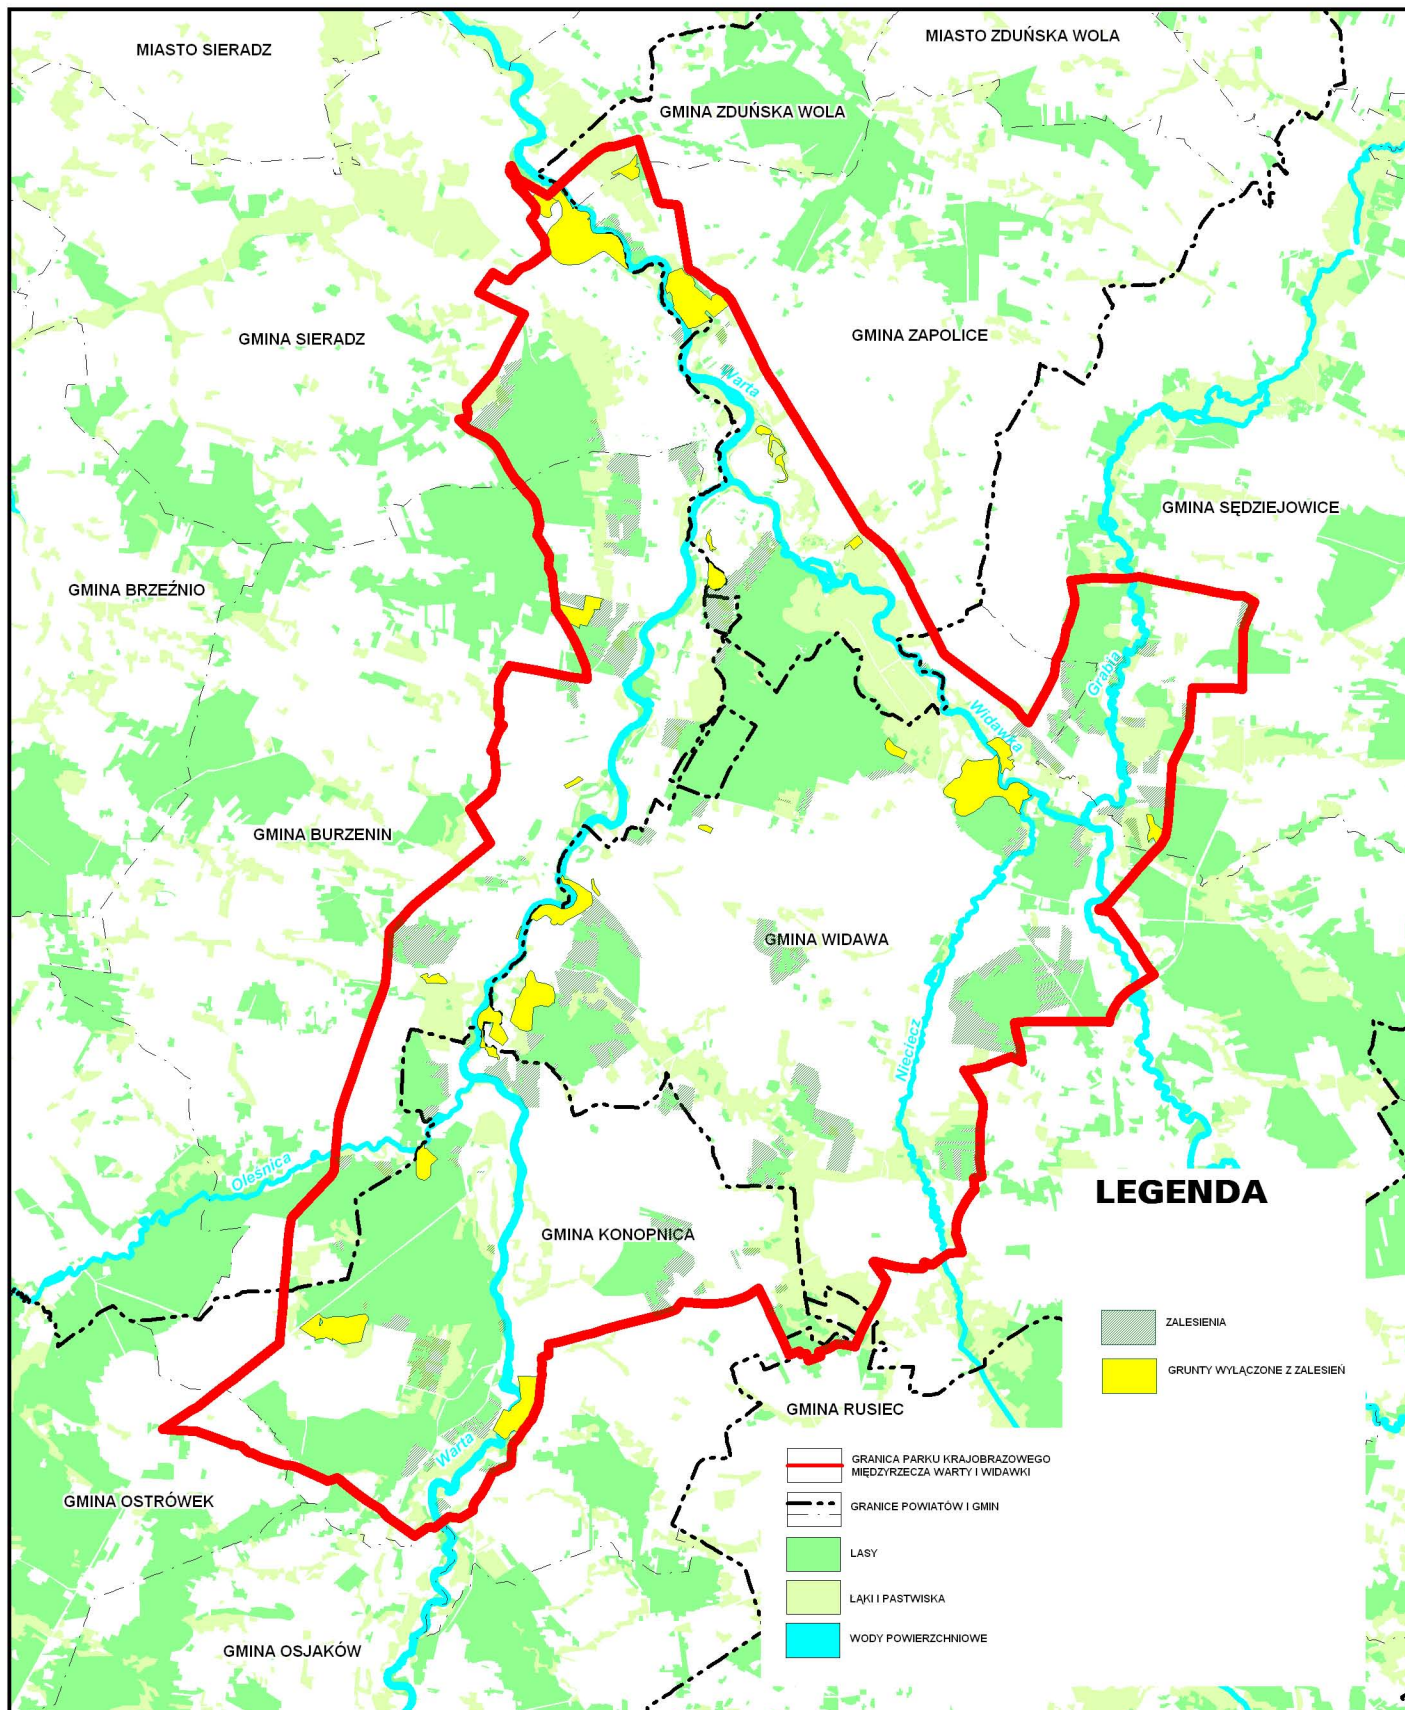 MIASTO SIERADZ
MIASTO ZDUŃSKA WOLA
GMINA ZDUŃSKA WOLA
GMINA SIERADZ
GMINA ZAPOLICE
Warta
GMINA SĘDZIEJOWICE
GMINA BRZEŹNIO
Grabia
Widawka
GMINA BURZENIN
GMINA WIDAWA
Nieciecz
Oleśnica
LEGENDA
GMINA KONOPNICA
ZALESIENIA
GRUNTY WYŁĄCZONE Z ZALESIEŃ
GMINA RUSIEC
Warta
GRANICA PARKU KRAJOBRAZOWEGO
MIĘDZYRZECZA WARTY I WIDAWKI
GMINA OSTRÓWEK
GRANICE POWIATÓW I GMIN
LASY
ŁĄKI I PASTWISKA
WODY POWIERZCHNIOWE
GMINA OSJAKÓW